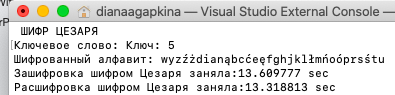 dianaagapkina — Visual Studio External Console —
ШИФР ЦЕЗАРЯ
[Ключевое слово: Ключ: 5
Шифрованный алфавит: wyzźżdianąbcćeęfghjklłmńoóprsśtu
Зашифровка шифром Цезаря заняла:13.609777 sec
Расшифровка шифром Цезаря заняла:13.318813 sec